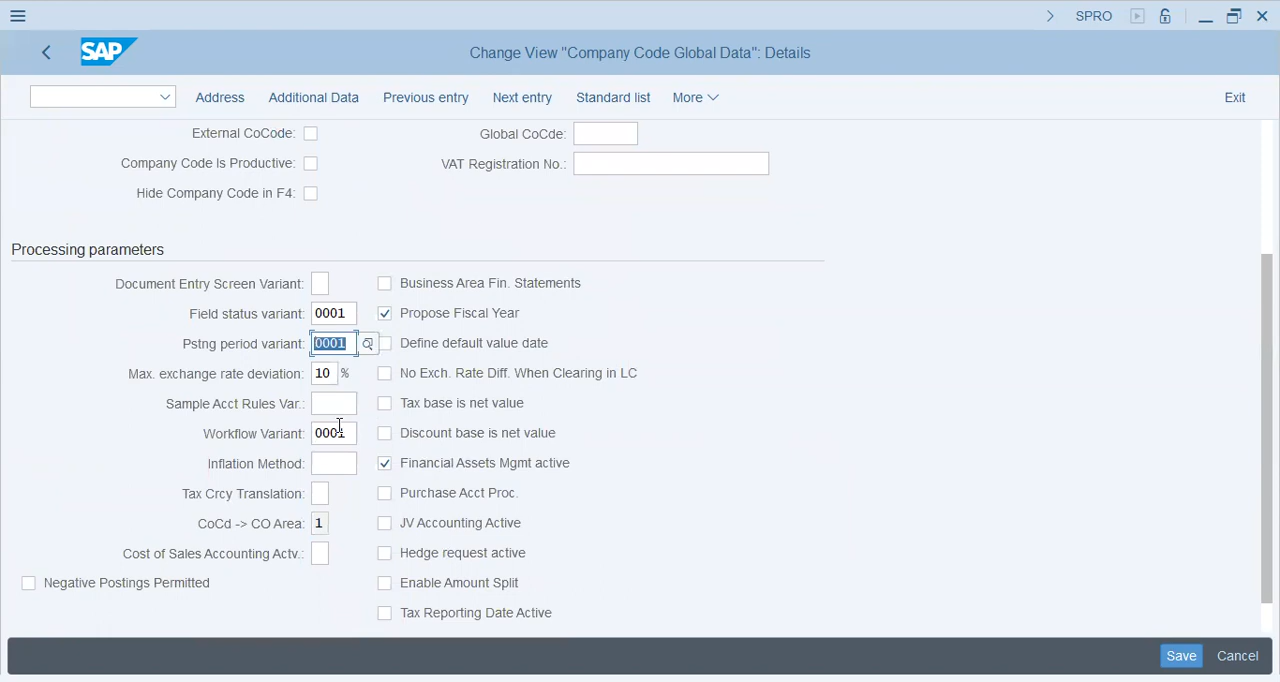 SPRO
SAP
Change View "Company Code Global Data": Details
Address Additional Data Previous entry Next entry Standard list More Exit
External CoCode: Global CoCde:
Company Code Is Productive: VAT Registration No.:
Hide Company Code in F4:
Processing parameters
Document Entry Screen Variant: Business Area Fin. Statements
Field status variant: 0001 Propose Fiscal Year
Pstng period variant: 0001 Define default value date
Max. exchange rate deviation: 10 % No Exch. Rate Diff. When Clearing in LC
Sample Acct Rules Var.: Tax base is net value
Workflow Variant: 0001 Discount base is net value
Inflation Method: Financial Assets Mgmt active
Tax Crcy Translation: Purchase Acct Proc.
CoCd -> CO Area: 1 JV Accounting Active
Cost of Sales Accounting Actv.: Hedge request active
Negative Postings Permitted Enable Amount Split
Tax Reporting Date Active
Save Cancel